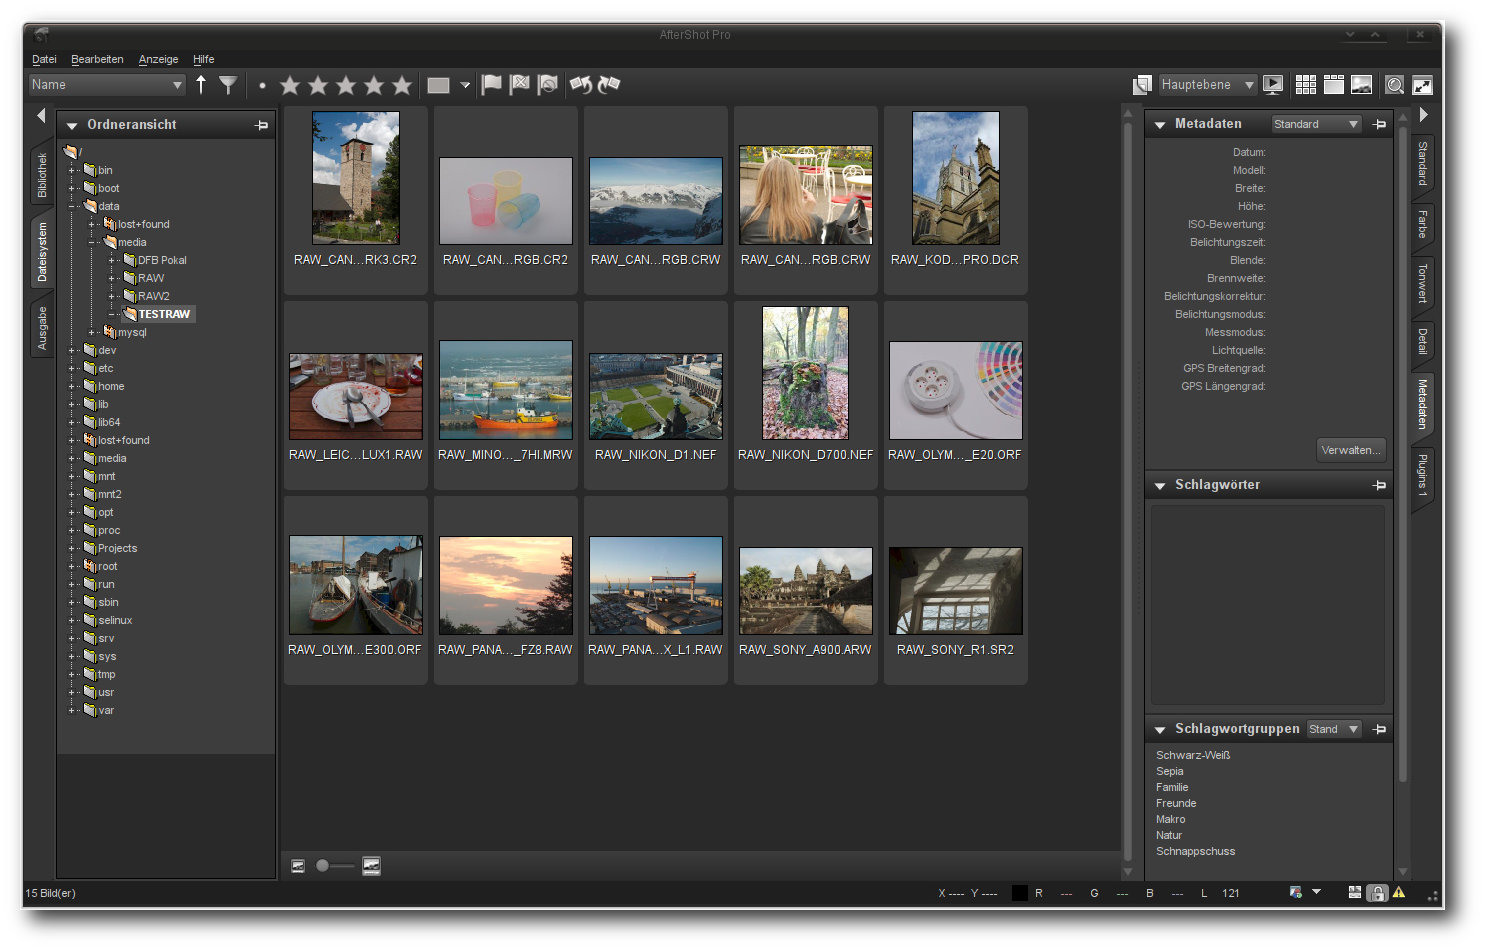 AfterShot Pro
Datei Bearbeiten Anzeige Hilfe
Name
Hauptebene
Bibliothek
Dateisystem
Ausgabe
Ordneransicht
/
bin
boot
data
lost+found
media
DFB Pokal
RAW
RAW2
TESTRAW
mysql
dev
etc
home
lib
lib64
lost+found
media
mnt
mnt2
opt
proc
Projects
root
run
sbin
selinux
srv
sys
tmp
usr
var
RAW_CAN...RK3.CR2
RAW_CAN...RGB.CR2
RAW_CAN...RGB.CRW
RAW_CAN...RGB.CRW
RAW_KOD...PRO.DCR
RAW_LEIC...LUX1.RAW
RAW_MINO..._7HI.MRW
RAW_NIKON_D1.NEF
RAW_NIKON_D700.NEF
RAW_OLYM..._E20.ORF
RAW_OLYM...E300.ORF
RAW_PANA..._FZ8.RAW
RAW_PANA...X_L1.RAW
RAW_SONY_A900.ARW
RAW_SONY_R1.SR2
Metadaten Standard
Datum:
Modell:
Breite:
Höhe:
ISO-Bewertung:
Belichtungszeit:
Blende:
Brennweite:
Belichtungskorrektur:
Belichtungsmodus:
Messmodus:
Lichtquelle:
GPS Breitengrad:
GPS Längengrad:
Verwalten...
Schlagwörter
Schlagwortgruppen Stand
Schwarz-Weiß
Sepia
Familie
Freunde
Makro
Natur
Schnappschuss
Standard
Farbe
Tonwert
Detail
Metadaten
Plugins 1
15 Bild(er)
X ---- Y ---- R --- G --- B --- L 121